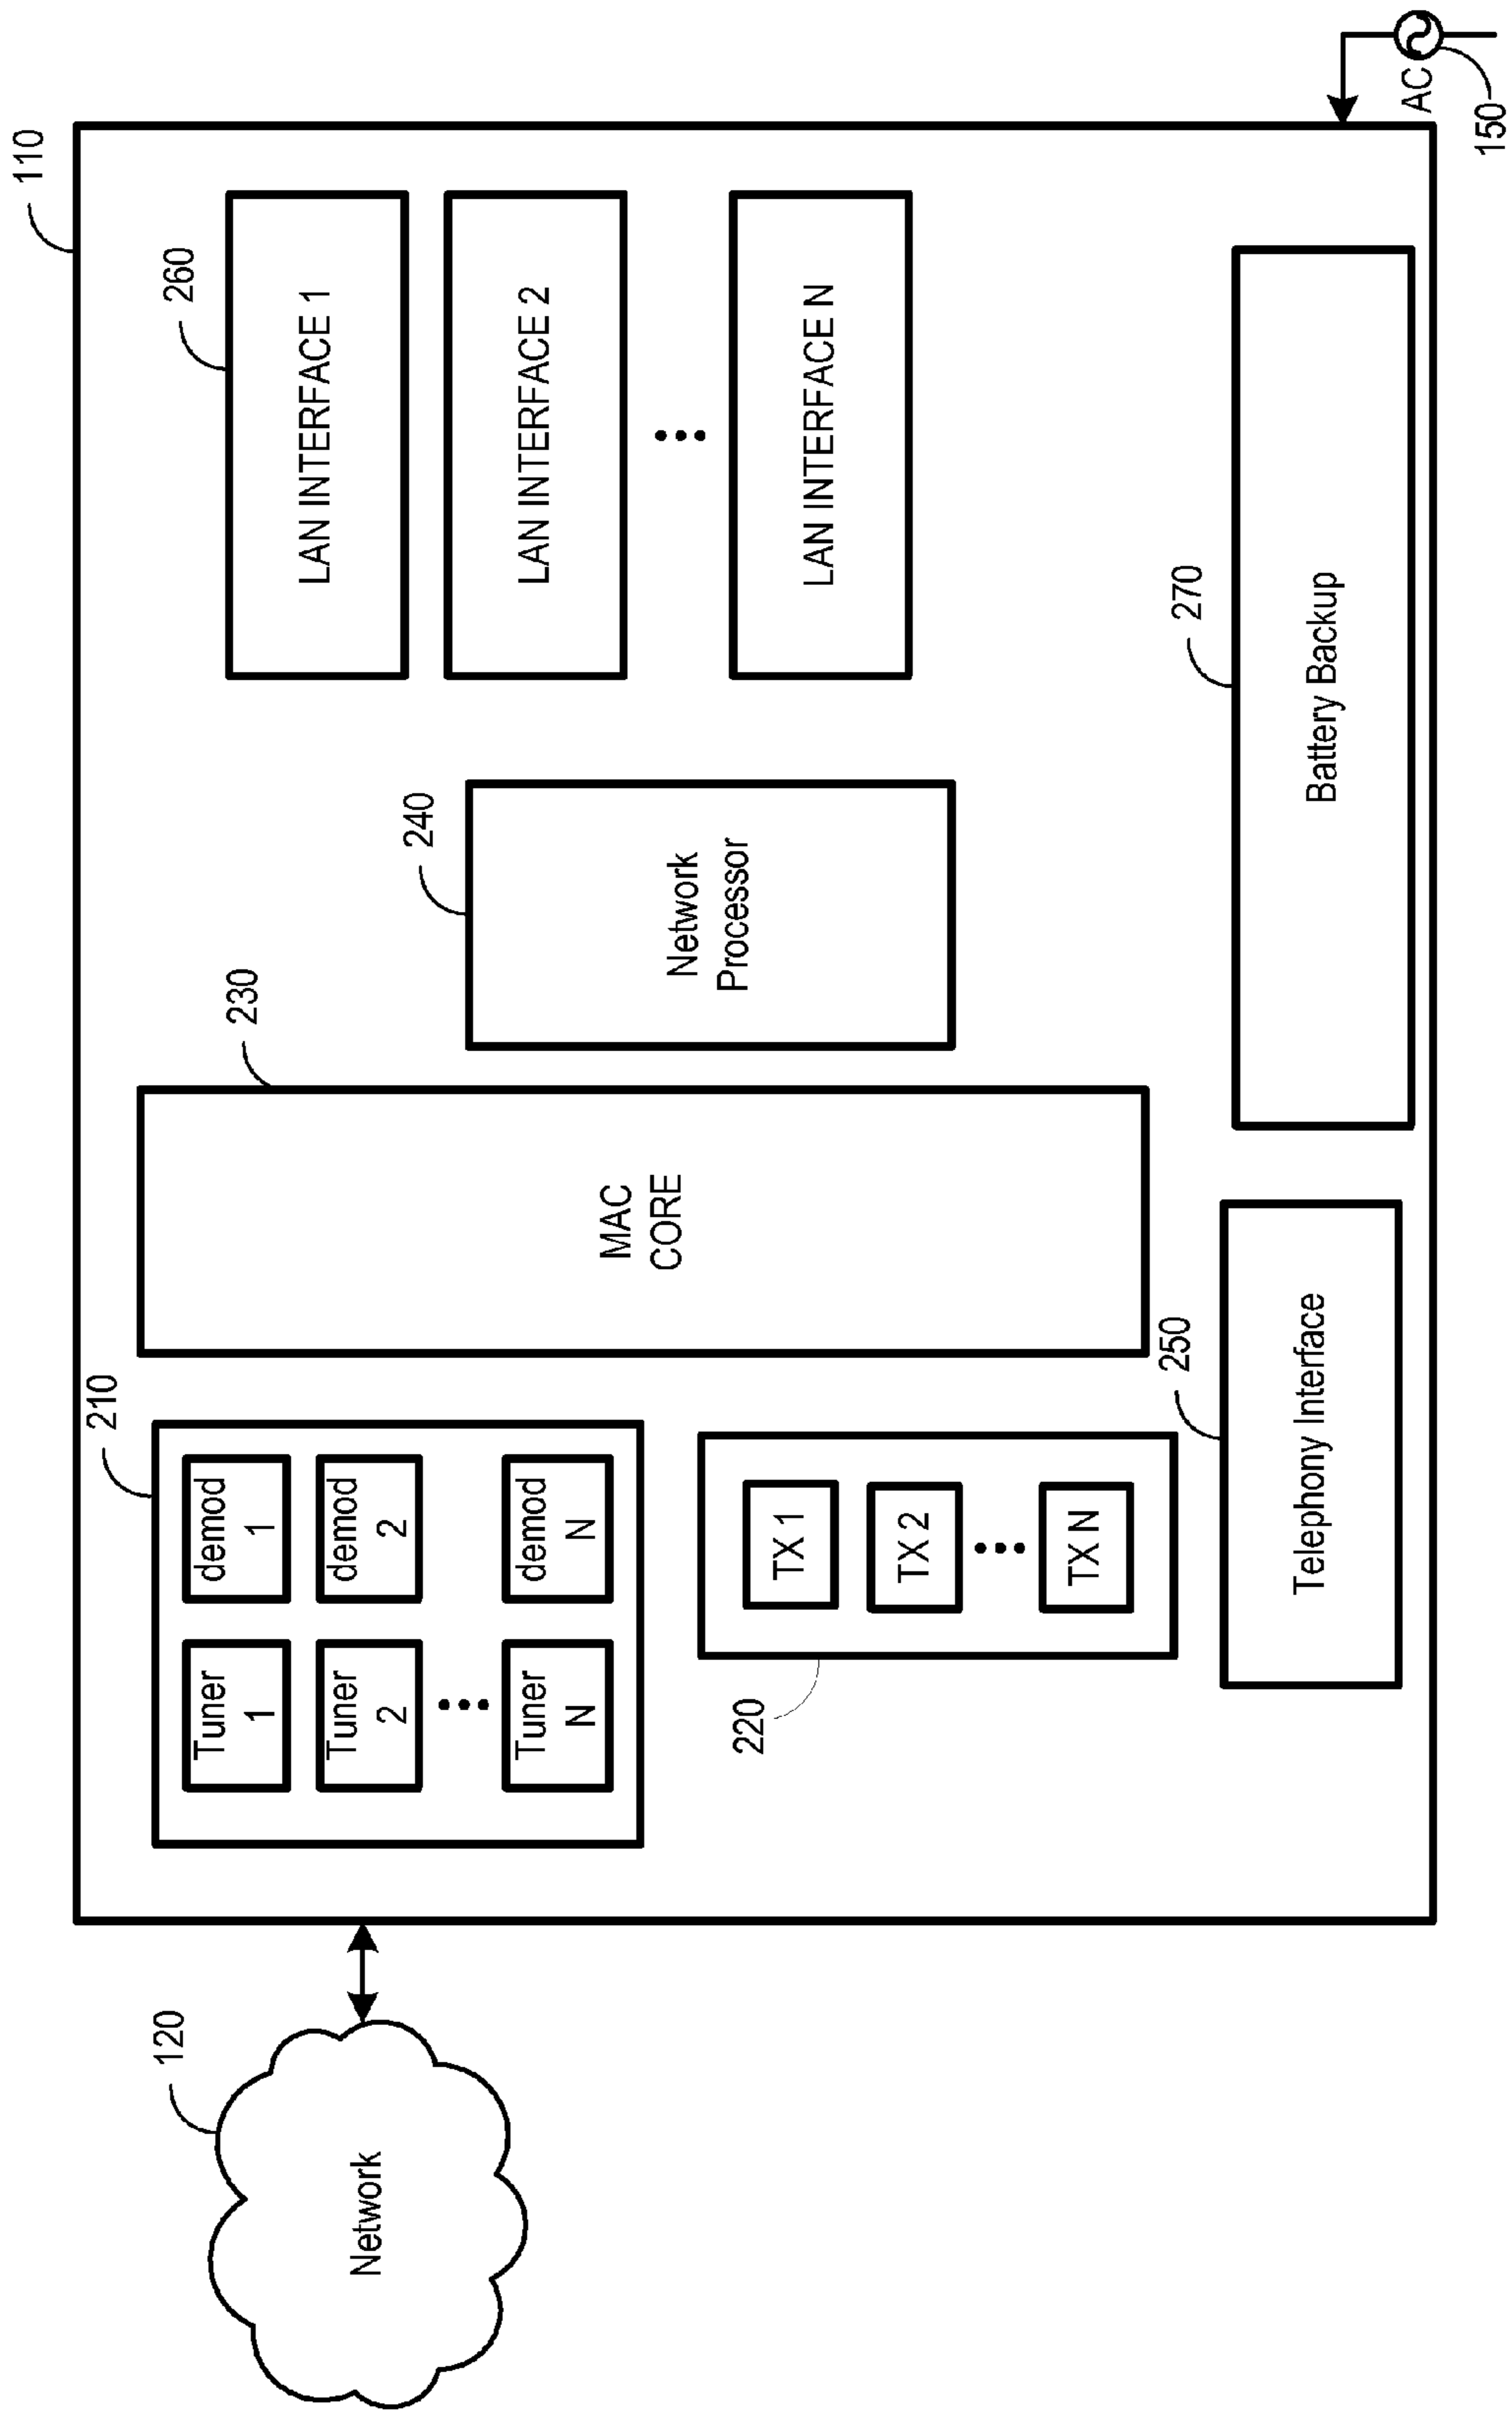 110
120
Network
210
Tuner
1
demod
1
Tuner
2
demod
2
Tuner
N
demod
N
220
TX 1
TX 2
TX N
230
MAC
CORE
240
Network
Processor
260
LAN INTERFACE 1
LAN INTERFACE 2
LAN INTERFACE N
250
Telephony Interface
270
Battery Backup
AC
150